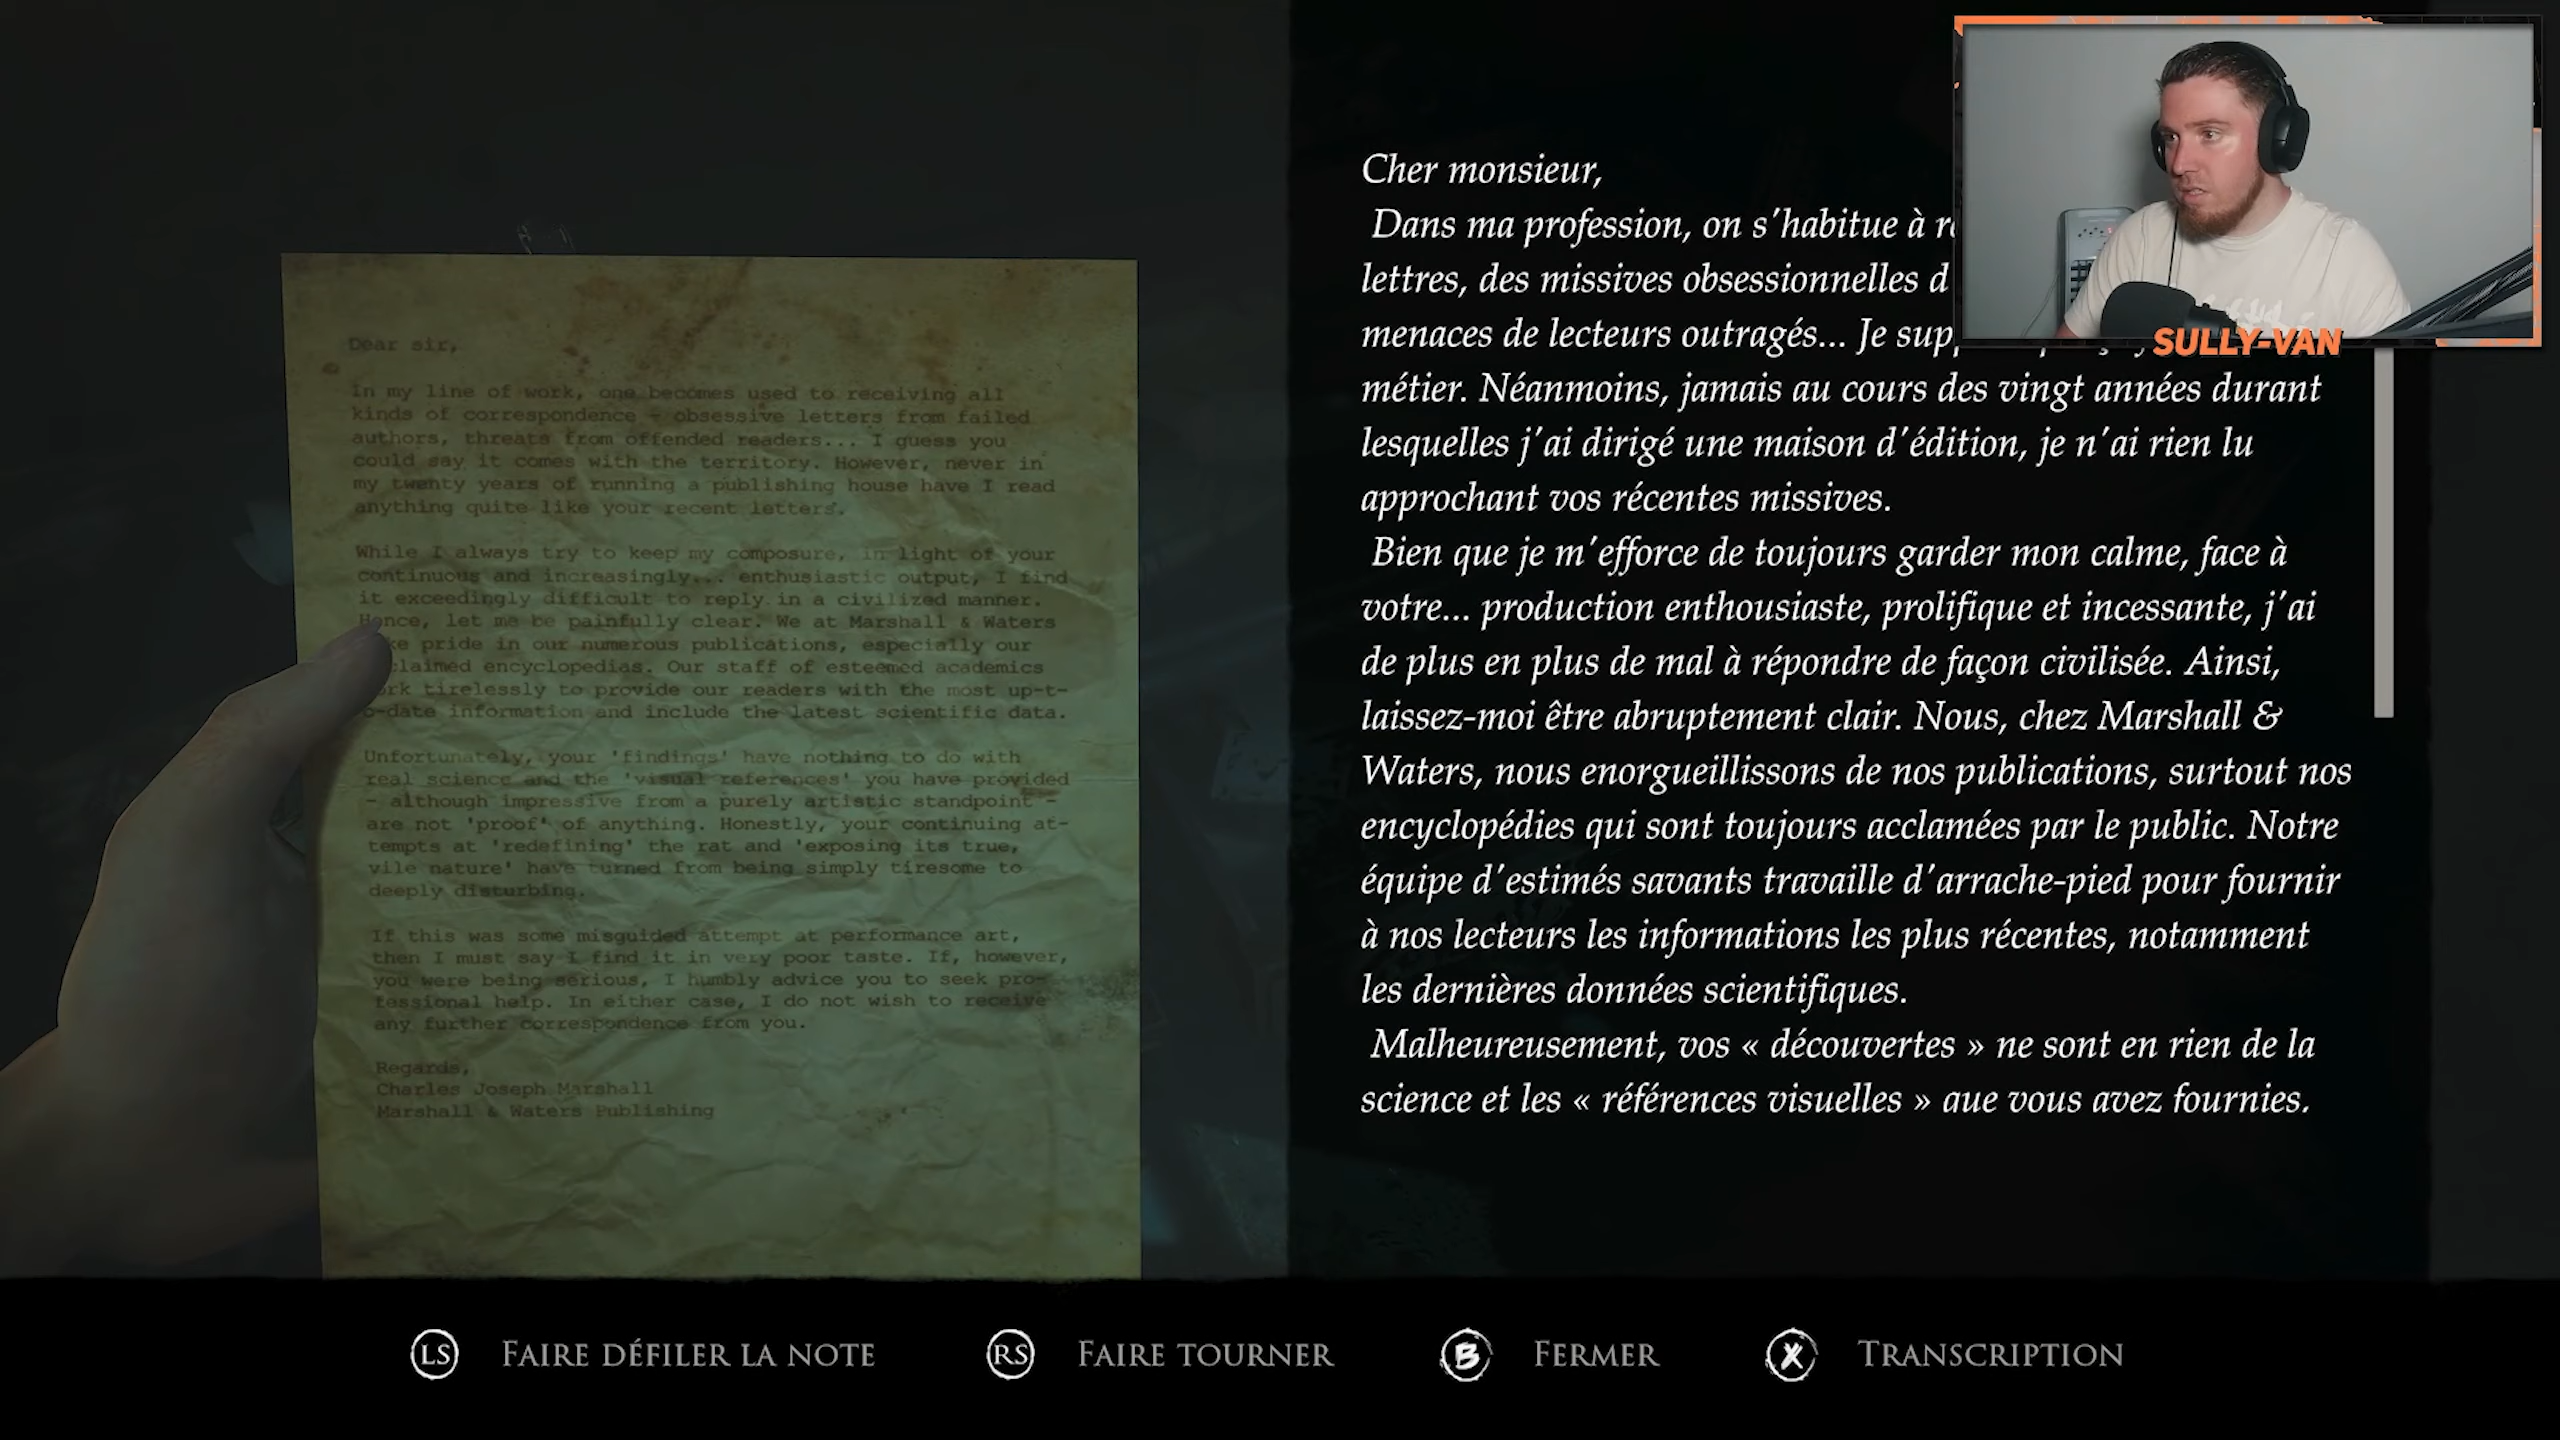 Dear sir,
In my line of work, one becomes used to receiving all
kinds of correspondence - obsessive letters from failed
authors, threats from offended readers... I guess you
could say it comes with the territory. However, never in
my twenty years of running a publishing house have I read
anything quite like your recent letters.
While I always try to keep my composure, in light of your
continuous and increasingly... enthusiastic output, I find
it exceedingly difficult to reply in a civilized manner.
Hence, let me be painfully clear. We at Marshall & Waters
ke pride in our numerous publications, especially our
claimed encyclopedias. Our staff of esteemed academics
ork tirelessly to provide our readers with the most up-t-
o-date information and include the latest scientific data.
Unfortunately, your 'findings' have nothing to do with
real science and the 'visual references' you have provided
- although impressive from a purely artistic standpoint -
are not 'proof' of anything. Honestly, your continuing at-
tempts at 'redefining' the rat and 'exposing its true,
vile nature' have turned from being simply tiresome to
deeply disturbing.
If this was some misguided attempt at performance art,
then I must say I find it in very poor taste. If, however,
you were being serious, I humbly advice you to seek pro-
fessional help. In either case, I do not wish to receive
any further correspondence from you.
Regards,
Charles Joseph Marshall
Marshall & Waters Publishing
Cher monsieur,
Dans ma profession, on s'habitue à
lettres, des missives obsessionnelles d
menaces de lecteurs outragés... Je sup
métier. Néanmoins, jamais au cours des vingt années durant
lesquelles j'ai dirigé une maison d'édition, je n'ai rien lu
approchant vos récentes missives.
Bien que je m'efforce de toujours garder mon calme, face à
votre... production enthousiaste, prolifique et incessante, j'ai
de plus en plus de mal à répondre de façon civilisée. Ainsi,
laissez-moi être abruptement clair. Nous, chez Marshall &
Waters, nous enorgueillissons de nos publications, surtout nos
encyclopédies qui sont toujours acclamées par le public. Notre
équipe d'estimés savants travaille d'arrache-pied pour fournir
à nos lecteurs les informations les plus récentes, notamment
les dernières données scientifiques.
Malheureusement, vos « découvertes » ne sont en rien de la
science et les « références visuelles » que vous avez fournies.
SULLY-VAN
LS FAIRE DÉFILER LA NOTE
RS FAIRE TOURNER
B FERMER
X TRANSCRIPTION